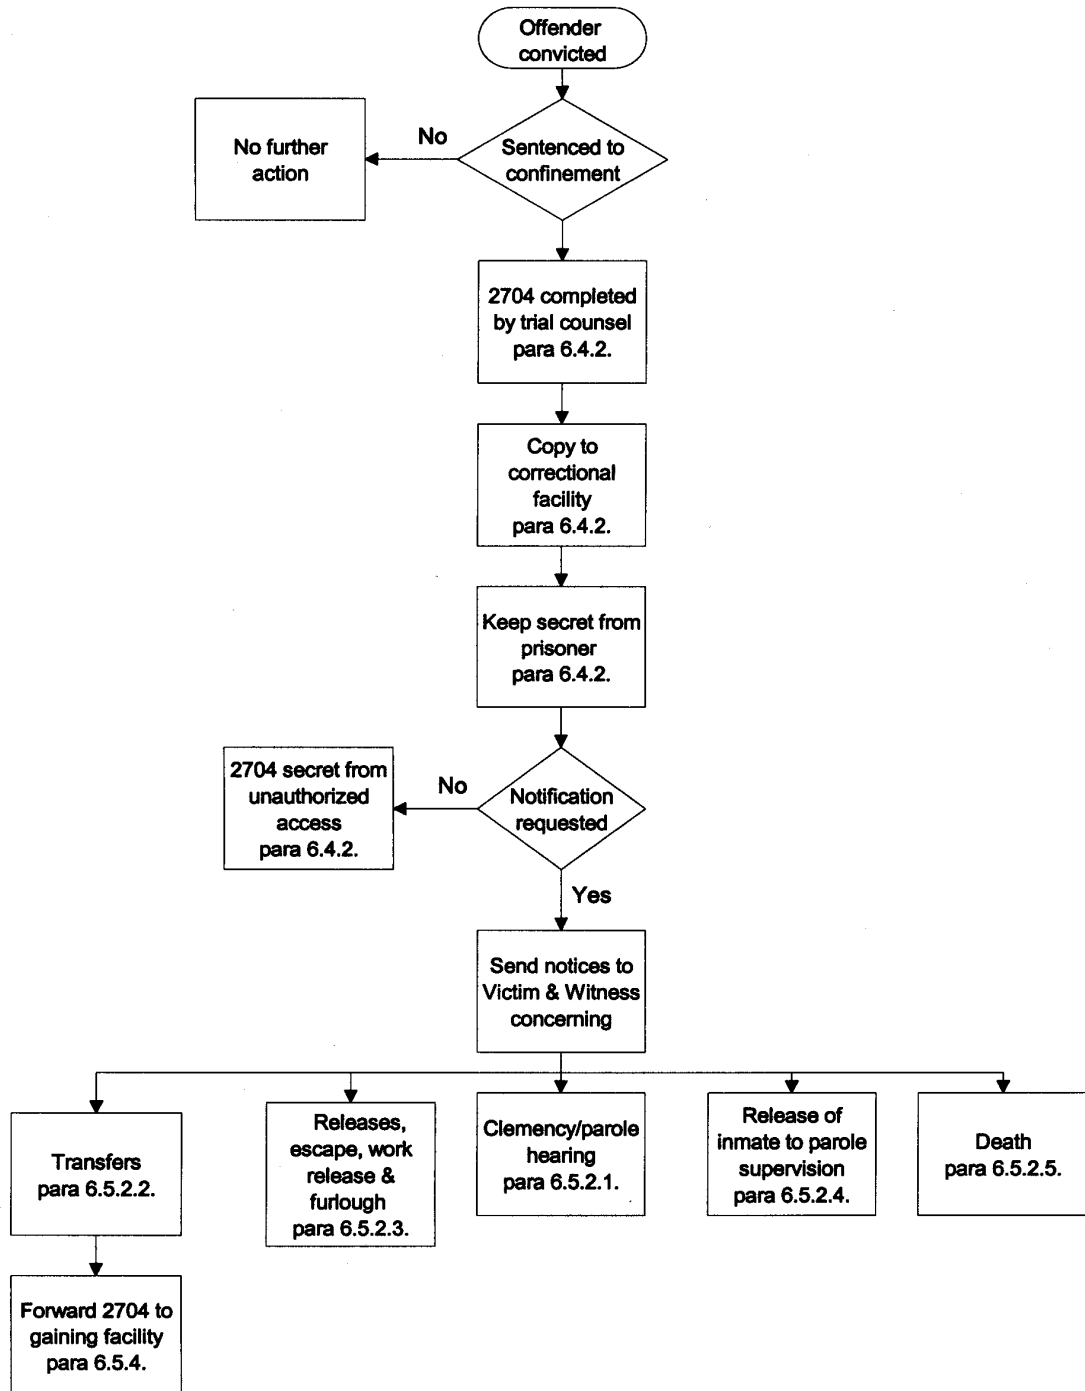 Offender
convicted
No
No further
action
Sentenced to
confinement
2704 completed
by trial counsel
para 6.4.2.
Copy to
correctional
facility
para 6.4.2.
Keep secret from
prisoner
para 6.4.2.
2704 secret from
unauthorized
access
para 6.4.2.
No
Notification
requested
Yes
Send notices to
Victim & Witness
concerning
Transfers
para 6.5.2.2.
Releases,
escape, work
release &
furlough
para 6.5.2.3.
Clemency/parole
hearing
para 6.5.2.1.
Release of
inmate to parole
supervision
para 6.5.2.4.
Death
para 6.5.2.5.
Forward 2704 to
gaining facility
para 6.5.4.